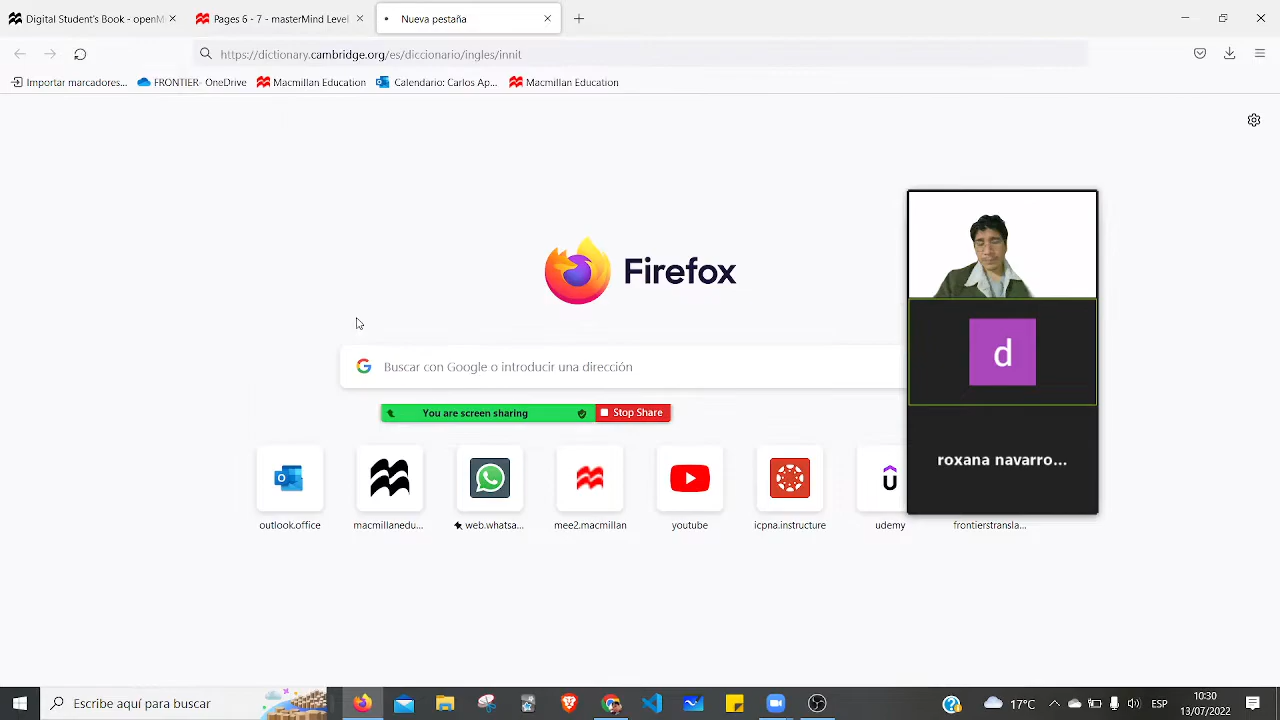 Digital Student's Book - openM
Pages 6 - 7 - masterMind Level
Nueva pestaña
https://dictionary.cambridge.org/es/diccionario/ingles/innit
Importar marcadores...
FRONTIER- OneDrive
Macmillan Education
Calendario: Carlos Ap...
Macmillan Education
Firefox
Buscar con Google o introducir una dirección
You are screen sharing
Stop Share
d
roxana navarro...
outlook.office
macmillanedu...
web.whatsa...
mee2.macmillan
youtube
icpna.instructure
udemy
frontierstransla...
Escribe aquí para buscar
17°C
ESP
10:30
13/07/2022